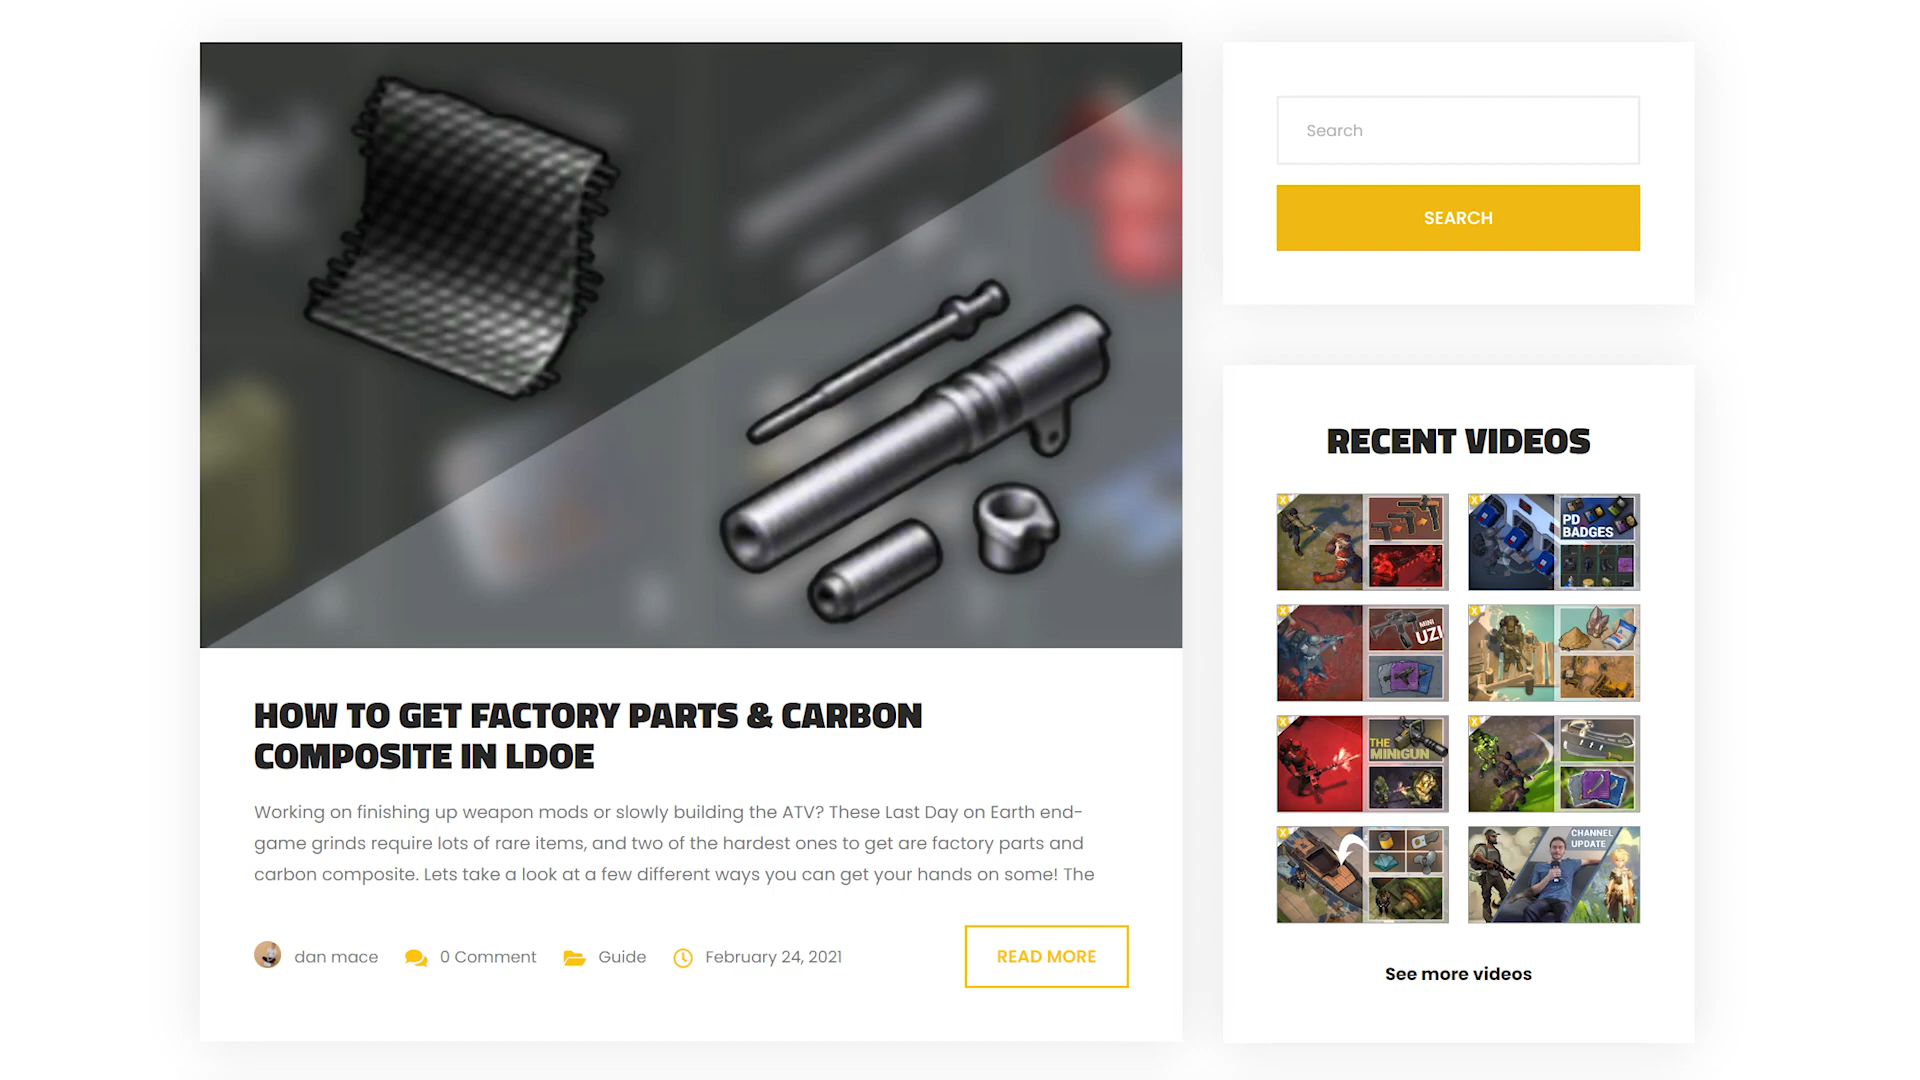 HOW TO GET FACTORY PARTS & CARBON
COMPOSITE IN LDOE
Working on finishing up weapon mods or slowly building the ATV? These Last Day on Earth end-
game grinds require lots of rare items, and two of the hardest ones to get are factory parts and
carbon composite. Lets take a look at a few different ways you can get your hands on some! The
dan mace
0 Comment
Guide
February 24, 2021
READ MORE
Search
SEARCH
RECENT VIDEOS
X
X
PD
BADGES
X
MINI
UZI
X
X
THE
MINIGUN
X
X
CHANNEL
UPDATE
See more videos